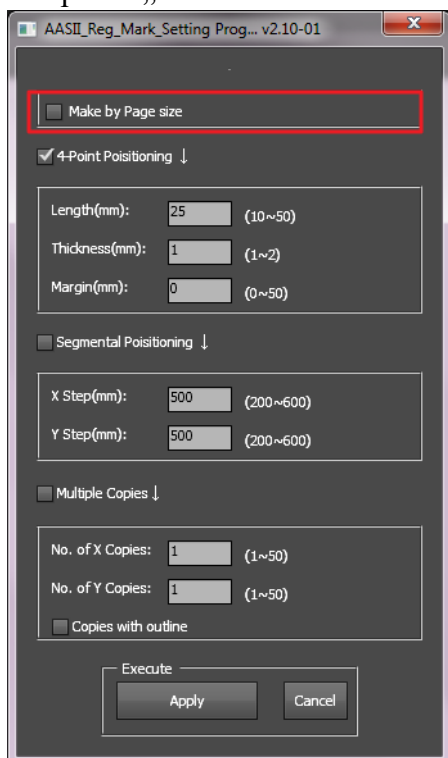 AASII_Reg_Mark_Setting Prog... v2.10-01
Make by Page size
4-Point Poisitioning ↓
Length(mm): 25 (10~50)
Thickness(mm): 1 (1~2)
Margin(mm): 0 (0~50)
Segmental Poisitioning ↓
X Step(mm): 500 (200~600)
Y Step(mm): 500 (200~600)
Multiple Copies ↓
No. of X Copies: 1 (1~50)
No. of Y Copies: 1 (1~50)
Copies with outline
Execute
Apply Cancel